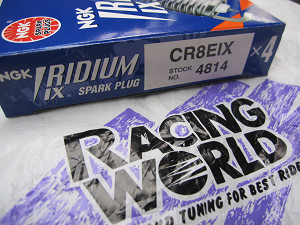 NGK
SPARK PLUGS
NGK IRIDIUM
IX SPARK PLUG
CR8EIX
STOCK NO. 4814
×4
RACING
WORLD
TUNING FOR BEST RIDE